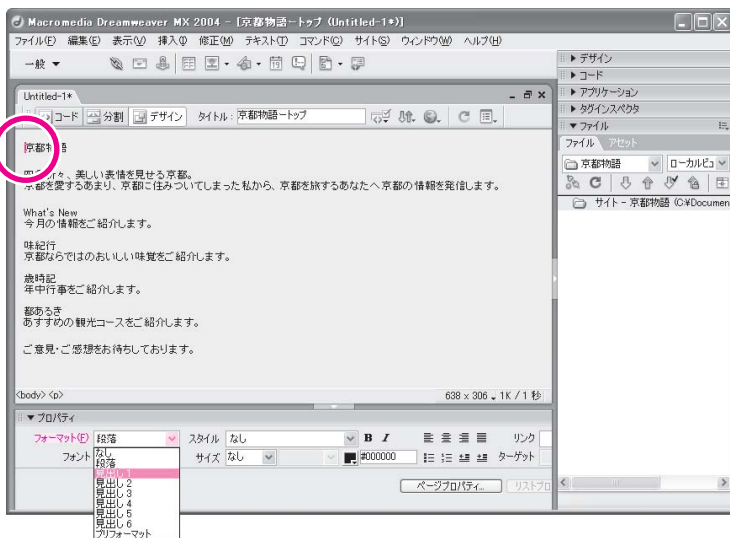 Macromedia Dreamweaver MX 2004 - [京都物語ートップ (Untitled-1*)]
ファイル(F) 編集(E) 表示(V) 挿入(I) 修正(M) テキスト(T) コマンド(C) サイト(S) ウィンドウ(W) ヘルプ(H)
一般
Untitled-1*
コード 分割 デザイン タイトル: 京都物語ートップ
京都物語
美しい表情を見せる京都。
京都を愛するあまり、京都に住みついてしまった私から、京都を旅するあなたへ京都の情報を発信します。
What's New
今月の情報をご紹介します。
味紀行
京都ならではのおいしい味覚をご紹介します。
歳時記
年中行事をご紹介します。
都あるき
おすすめの観光コースをご紹介します。
ご意見・ご感想をお待ちしております。
<body> <p> 638 x 306 1K / 1 秒
プロパティ
フォーマット(F) 段落 スタイル なし B I リンク
フォント サイズ なし #000000 ターゲット
なし
段落
見出し 1
見出し 2
見出し 3
見出し 4
見出し 5
見出し 6
プリフォーマット
ページプロパティ... リストプロ
デザイン
コード
アプリケーション
タグインスペクタ
ファイル
ファイル アセット
京都物語 ローカルビュ
サイト - 京都物語 (C:¥Documen